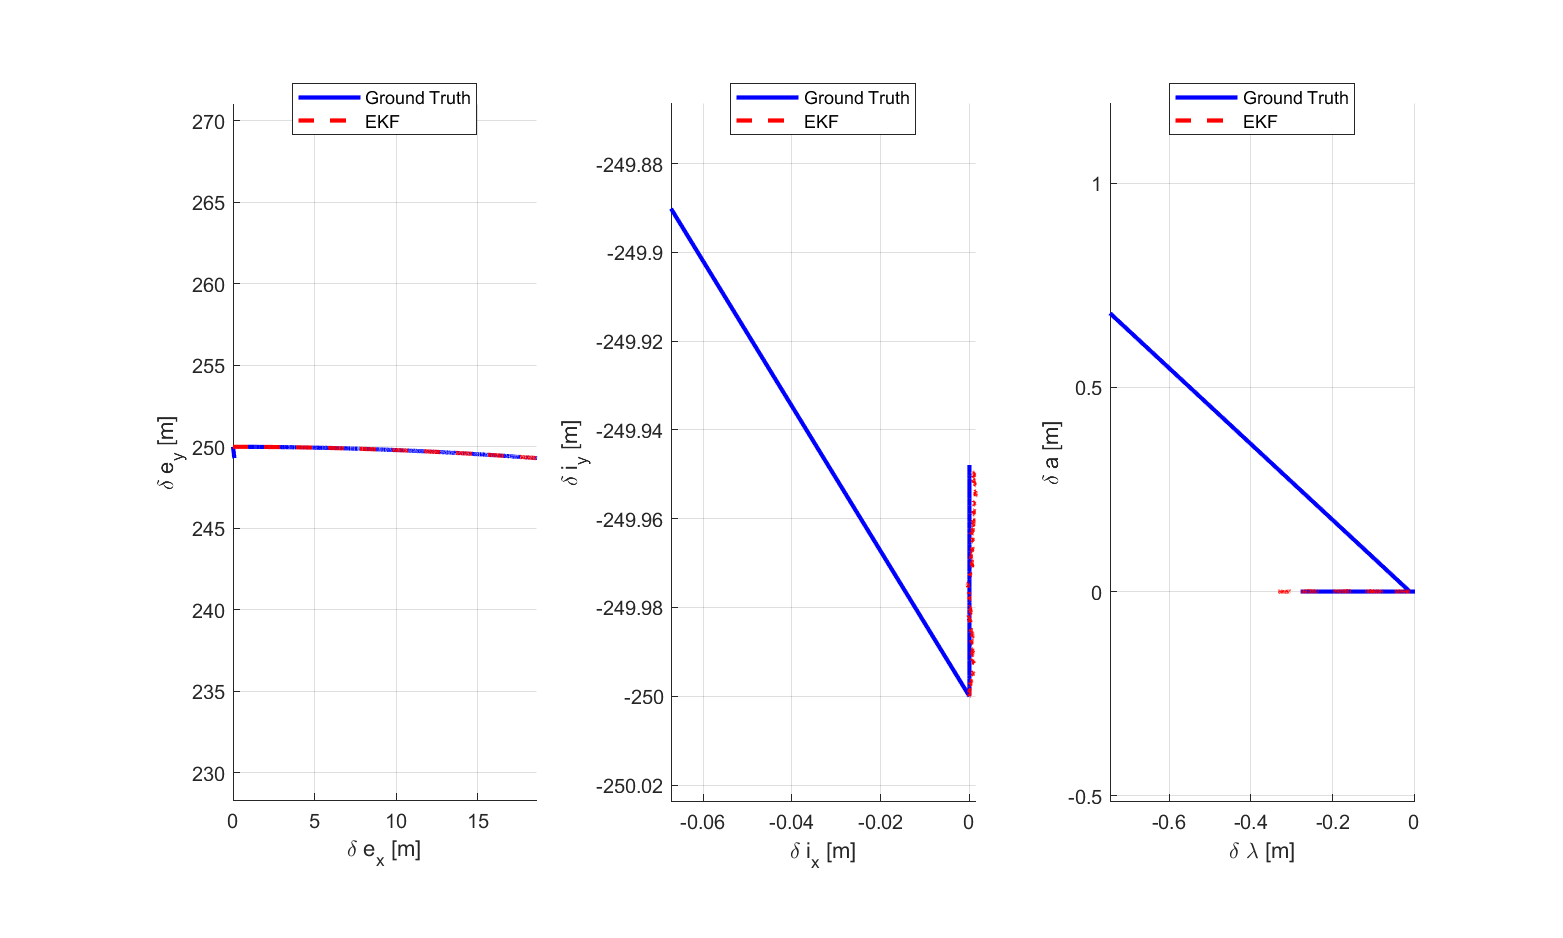 Ground Truth
EKF
270
265
260
255
250
245
240
235
230
δ e_y [m]
0
5
10
15
δ e_x [m]
Ground Truth
EKF
-249.88
-249.9
-249.92
-249.94
-249.96
-249.98
-250
-250.02
δ i_y [m]
-0.06
-0.04
-0.02
0
δ i_x [m]
Ground Truth
EKF
1
0.5
0
-0.5
δ a [m]
-0.6
-0.4
-0.2
0
δ λ [m]